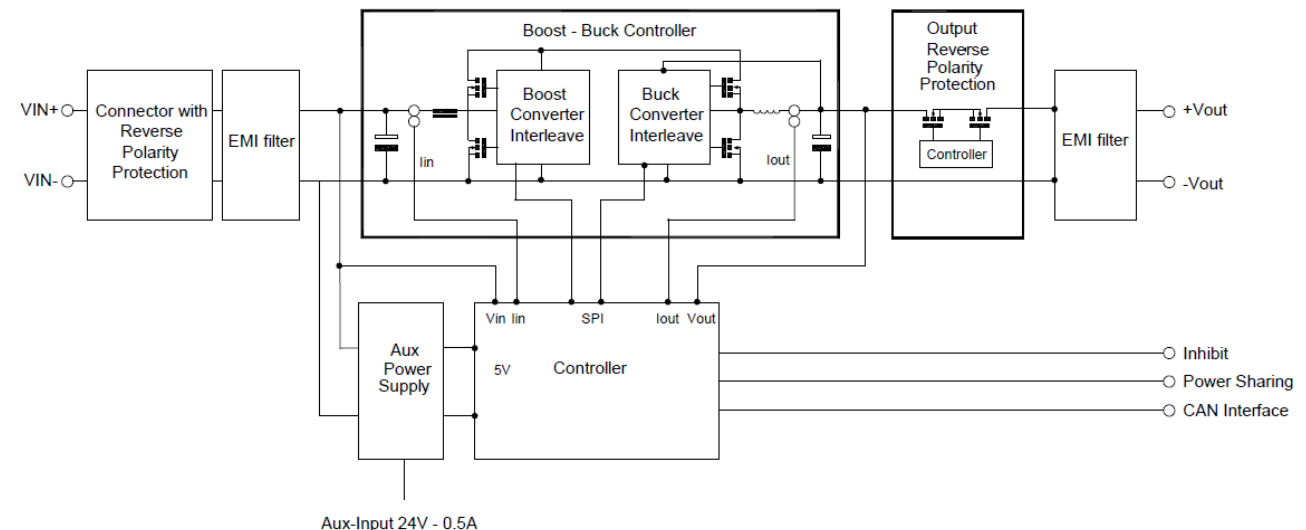 Boost - Buck Controller
Output
Reverse
Polarity
Protection
VIN+
VIN-
Connector with
Reverse
Polarity
Protection
EMI filter
Iin
Boost
Converter
Interleave
Buck
Converter
Interleave
Iout
Controller
EMI filter
+Vout
-Vout
Vin Iin SPI Iout Vout
Aux
Power
Supply
5V
Controller
Inhibit
Power Sharing
CAN Interface
Aux-Input 24V - 0.5A